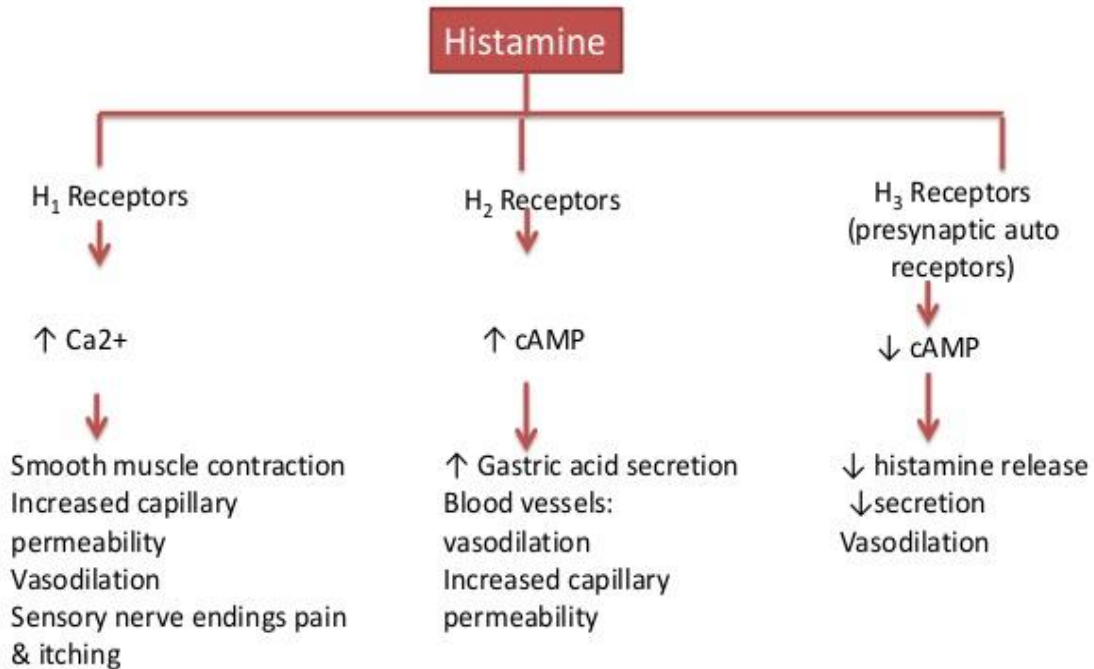 Histamine
H₁ Receptors
↑ Ca2+
Smooth muscle contraction
Increased capillary
permeability
Vasodilation
Sensory nerve endings pain
& itching
H₂ Receptors
↑ cAMP
↑ Gastric acid secretion
Blood vessels:
vasodilation
Increased capillary
permeability
H₃ Receptors
(presynaptic auto
receptors)
↓ cAMP
↓ histamine release
↓secretion
Vasodilation